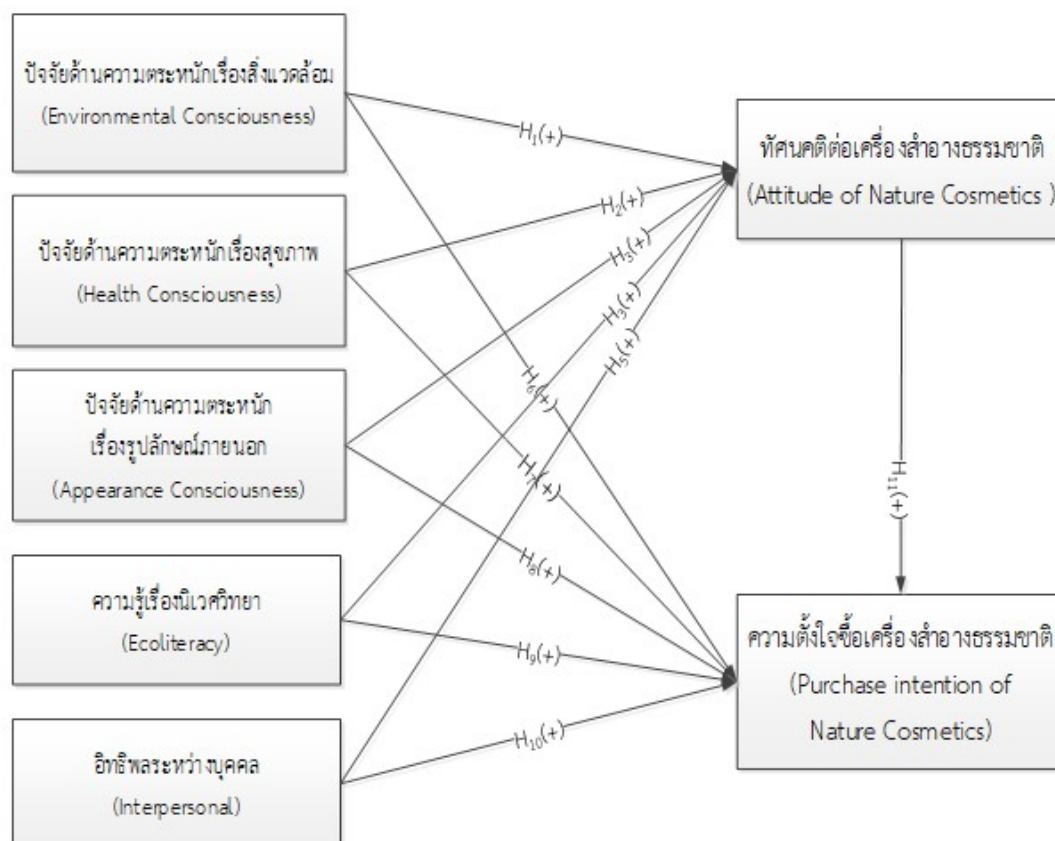 ปัจจัยด้านความตระหนักเรื่องสิ่งแวดล้อม
(Environmental Consciousness)
ปัจจัยด้านความตระหนักเรื่องสุขภาพ
(Health Consciousness)
ปัจจัยด้านความตระหนัก
เรื่องรูปลักษณ์ภายนอก
(Appearance Consciousness)
ความรู้เรื่องนิเวศวิทยา
(Ecoliteracy)
อิทธิพลระหว่างบุคคล
(Interpersonal)
H1(+)
H2(+)
H3(+)
H3(+)
H5(+)
H6(+)
H7(+)
H8(+)
H9(+)
H10(+)
ทัศนคติต่อเครื่องสำอางธรรมชาติ
(Attitude of Nature Cosmetics )
H11(+)
ความตั้งใจซื้อเครื่องสำอางธรรมชาติ
(Purchase intention of
Nature Cosmetics)